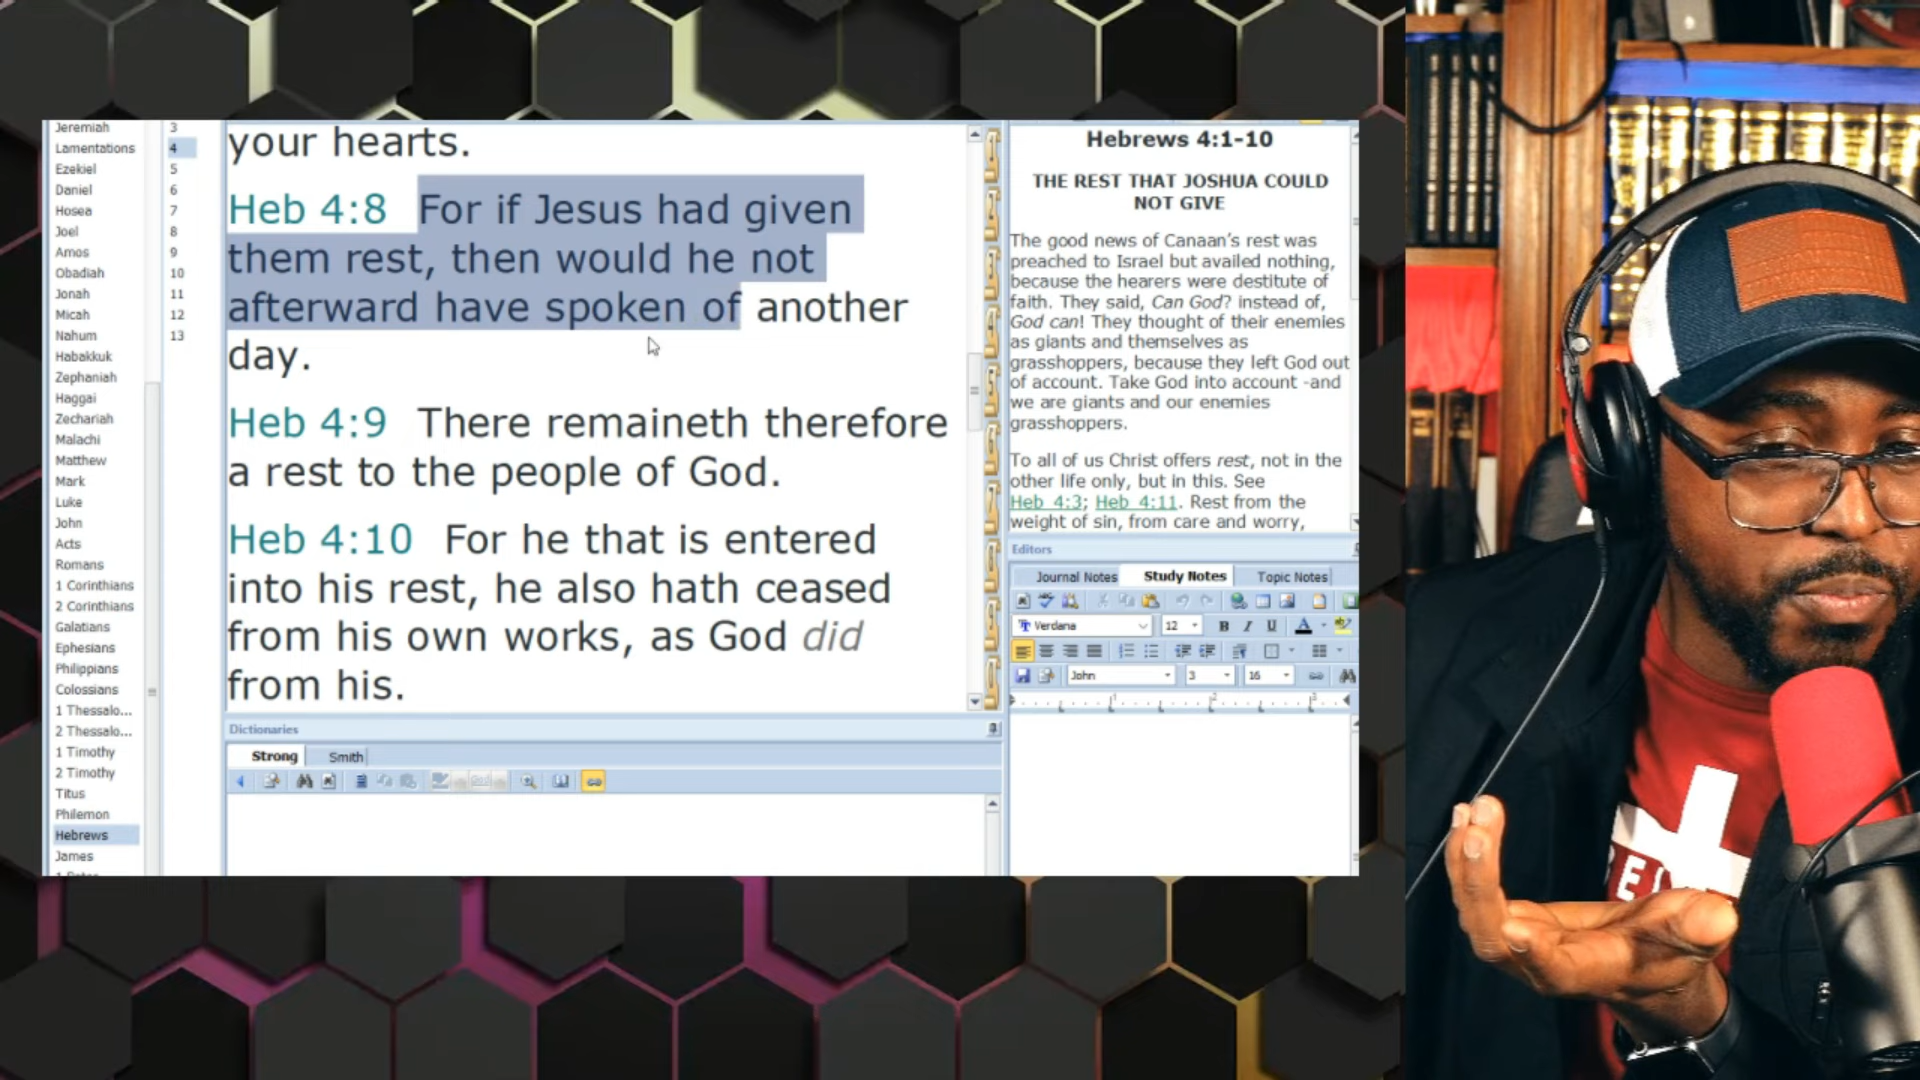 Jeremiah
Lamentations
Ezekiel
Daniel
Hosea
Joel
Amos
Obadiah
Jonah
Micah
Nahum
Habakkuk
Zephaniah
Haggai
Zechariah
Malachi
Matthew
Mark
Luke
John
Acts
Romans
1 Corinthians
2 Corinthians
Galatians
Ephesians
Philippians
Colossians
1 Thessalo...
2 Thessalo...
1 Timothy
2 Timothy
Titus
Philemon
Hebrews
James
3
4
5
6
7
8
9
10
11
12
13
your hearts.
Heb 4:8 For if Jesus had given
them rest, then would he not
afterward have spoken of another
day.
Heb 4:9 There remaineth therefore
a rest to the people of God.
Heb 4:10 For he that is entered
into his rest, he also hath ceased
from his own works, as God did
from his.
Dictionaries
Strong Smith
Hebrews 4:1-10
THE REST THAT JOSHUA COULD
NOT GIVE
The good news of Canaan's rest was
preached to Israel but availed nothing,
because the hearers were destitute of
faith. They said, Can God? instead of,
God can! They thought of their enemies
as giants and themselves as
grasshoppers, because they left God out
of account. Take God into account -and
we are giants and our enemies
grasshoppers.
To all of us Christ offers rest, not in the
other life only, but in this. See
Heb 4:3; Heb 4:11. Rest from the
weight of sin, from care and worry,
Editors
Journal Notes Study Notes Topic Notes
Verdana 12 B I U A
John 3 16
1 2 3